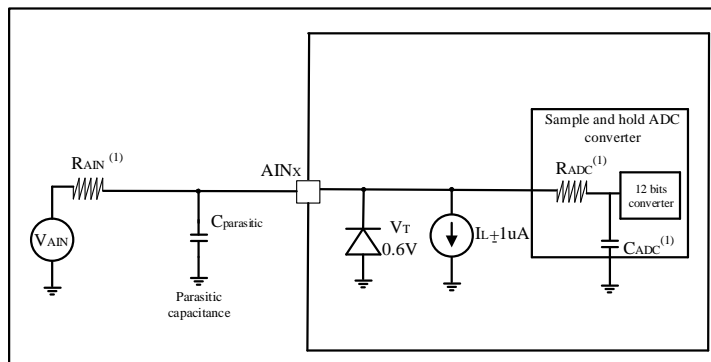 Sample and hold ADC
converter
RAIN(1)
AINX
RADC(1)
12 bits
converter
Cparasitic
VT
0.6V
IL±1uA
VAIN
CADC(1)
Parasitic
capacitance